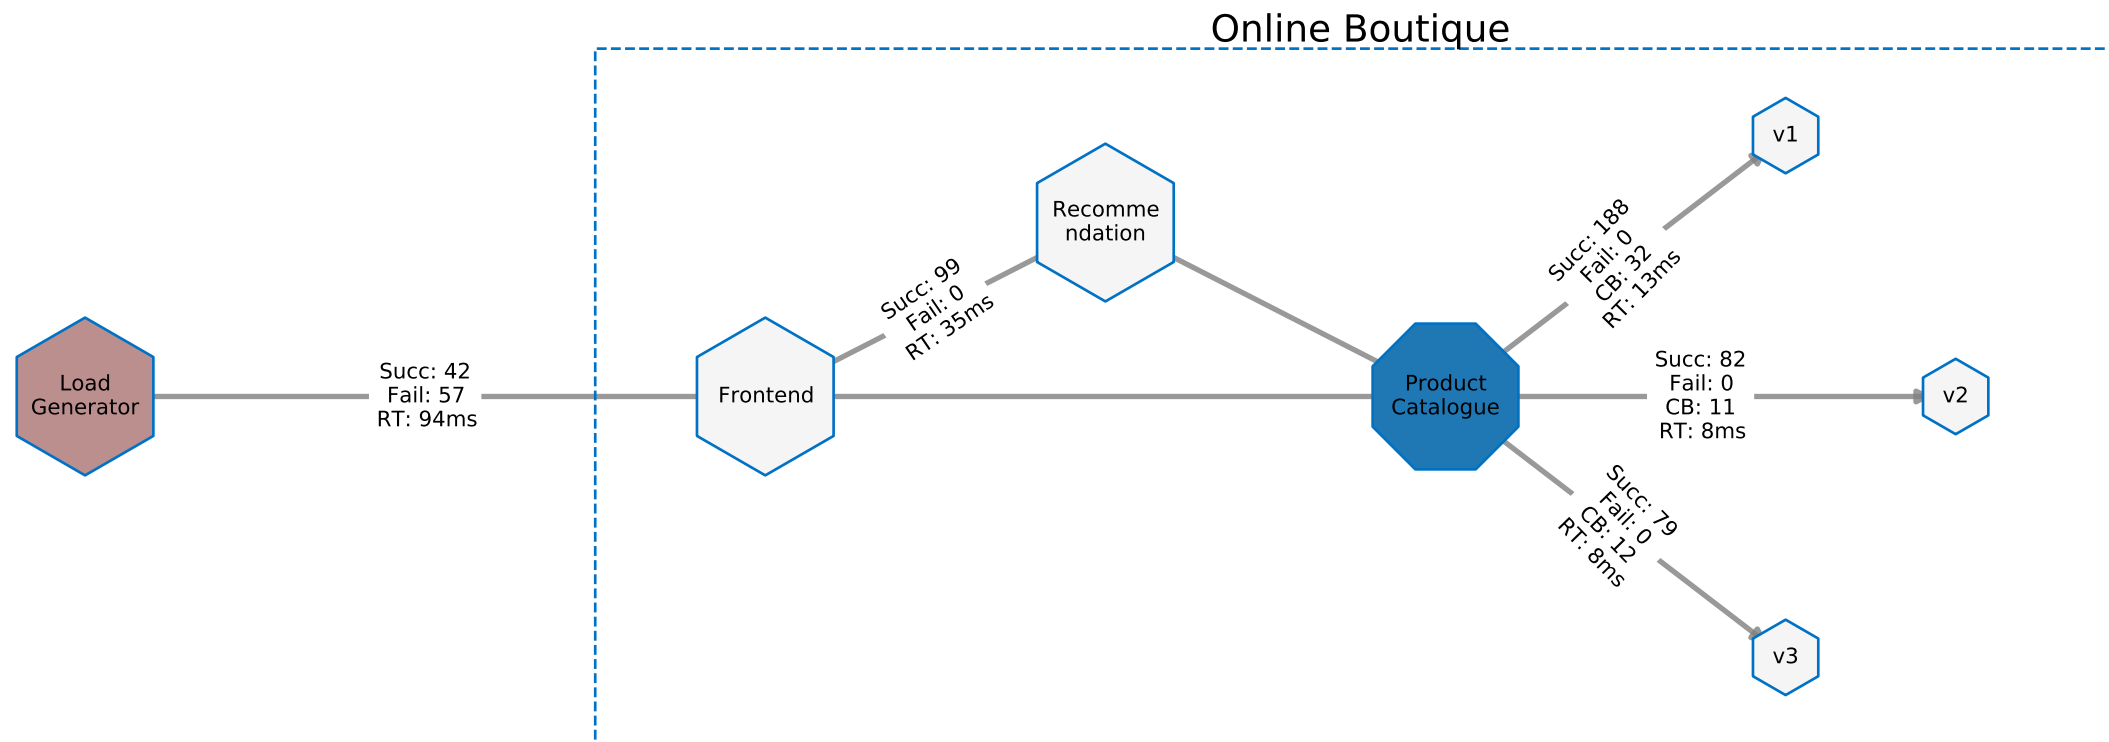 Online Boutique
Load
Generator
Succ: 42
Fail: 57
RT: 94ms
Frontend
Succ: 99
Fail: 0
RT: 35ms
Recomme
ndation
Product
Catalogue
Succ: 188
Fail: 0
CB: 32
RT: 13ms
v1
Succ: 82
Fail: 0
CB: 11
RT: 8ms
v2
Succ: 79
Fail: 0
CB: 12
RT: 8ms
v3